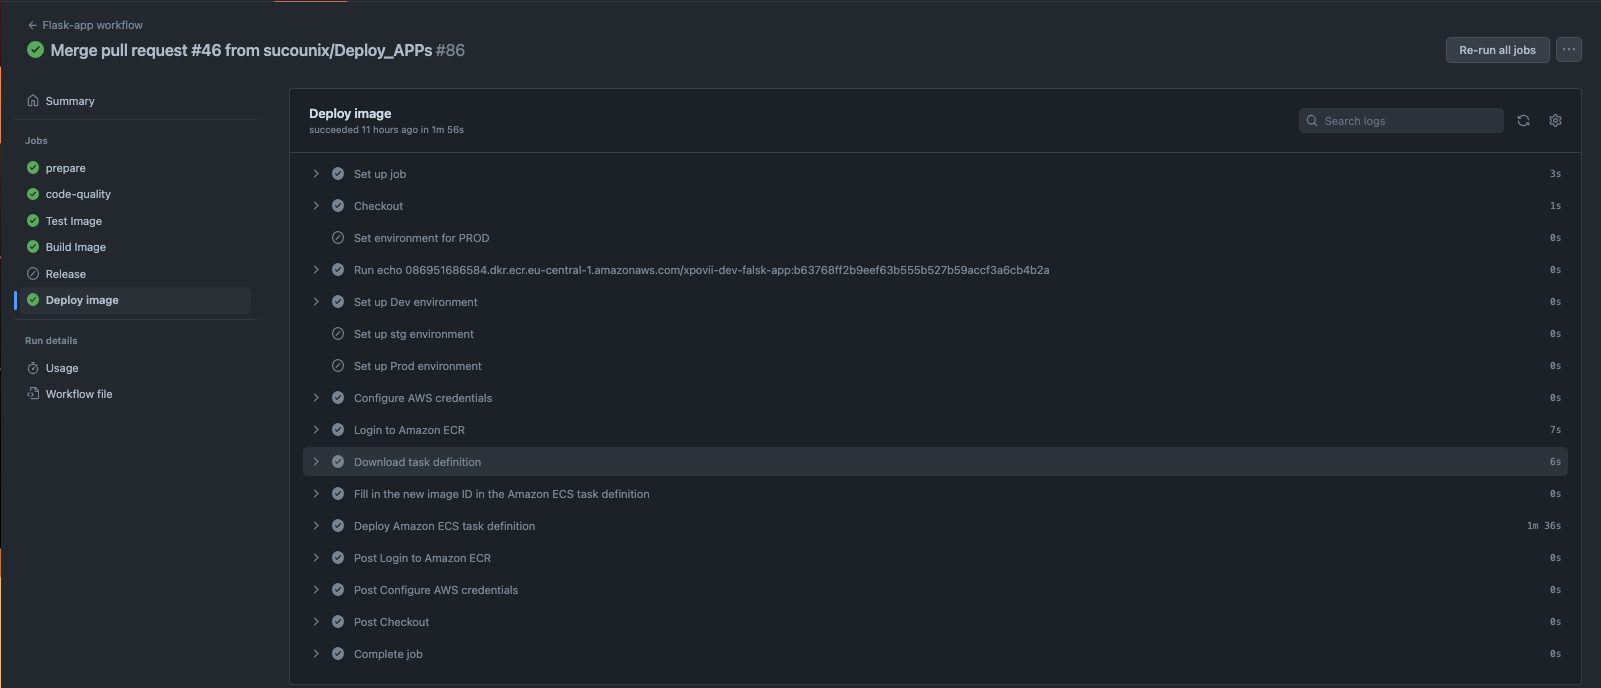 ← Flask-app workflow
Merge pull request #46 from sucounix/Deploy_APPs #86
Re-run all jobs
...
Summary
Jobs
prepare
code-quality
Test Image
Build Image
Release
Deploy image
Run details
Usage
Workflow file
Deploy image
succeeded 11 hours ago in 1m 56s
Search logs
Set up job 3s
Checkout 1s
Set environment for PROD 0s
Run echo 086951686584.dkr.ecr.eu-central-1.amazonaws.com/xpovii-dev-falsk-app:b63768ff2b9eef63b555b527b59accf3a6cb4b2a 0s
Set up Dev environment 0s
Set up stg environment 0s
Set up Prod environment 0s
Configure AWS credentials 0s
Login to Amazon ECR 7s
Download task definition 6s
Fill in the new image ID in the Amazon ECS task definition 0s
Deploy Amazon ECS task definition 1m 36s
Post Login to Amazon ECR 0s
Post Configure AWS credentials 0s
Post Checkout 0s
Complete job 0s